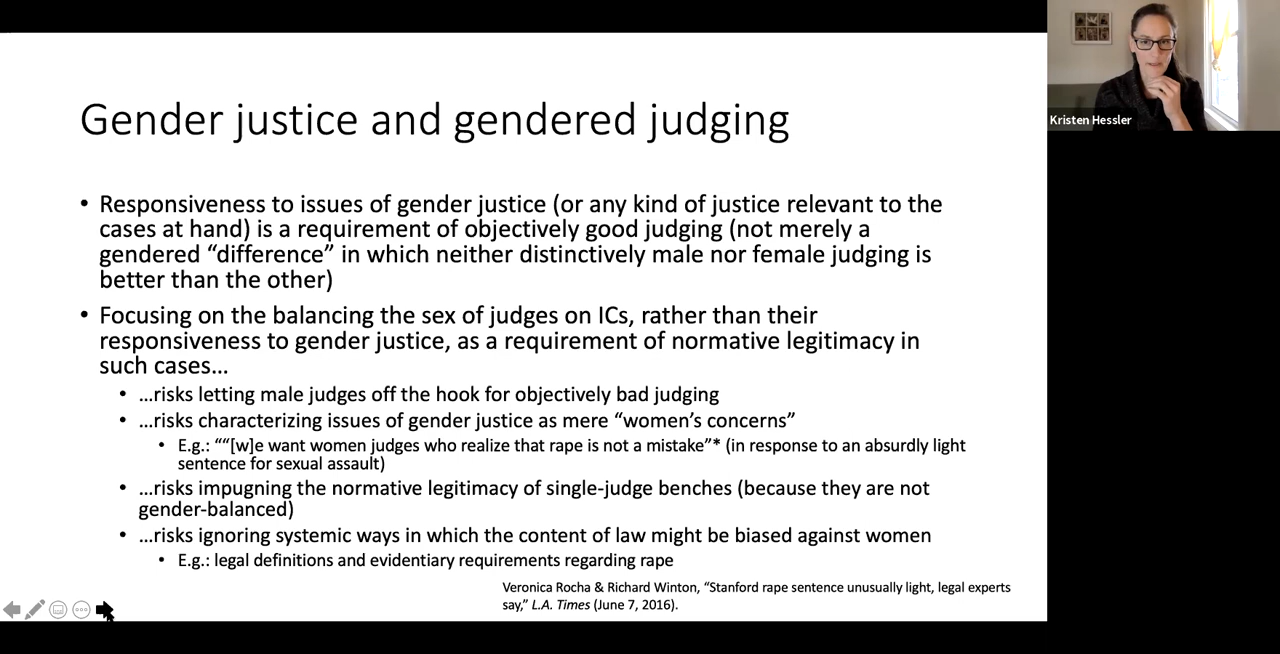 Gender justice and gendered judging
• Responsiveness to issues of gender justice (or any kind of justice relevant to the
cases at hand) is a requirement of objectively good judging (not merely a
gendered “difference” in which neither distinctively male nor female judging is
better than the other)
• Focusing on the balancing the sex of judges on ICs, rather than their
responsiveness to gender justice, as a requirement of normative legitimacy in
such cases…
• …risks letting male judges off the hook for objectively bad judging
• …risks characterizing issues of gender justice as mere “women’s concerns”
• E.g.: ““[w]e want women judges who realize that rape is not a mistake”* (in response to an absurdly light
sentence for sexual assault)
• …risks impugning the normative legitimacy of single-judge benches (because they are not
gender-balanced)
• …risks ignoring systemic ways in which the content of law might be biased against women
• E.g.: legal definitions and evidentiary requirements regarding rape
Veronica Rocha & Richard Winton, “Stanford rape sentence unusually light, legal experts
say,” L.A. Times (June 7, 2016).
Kristen Hessler